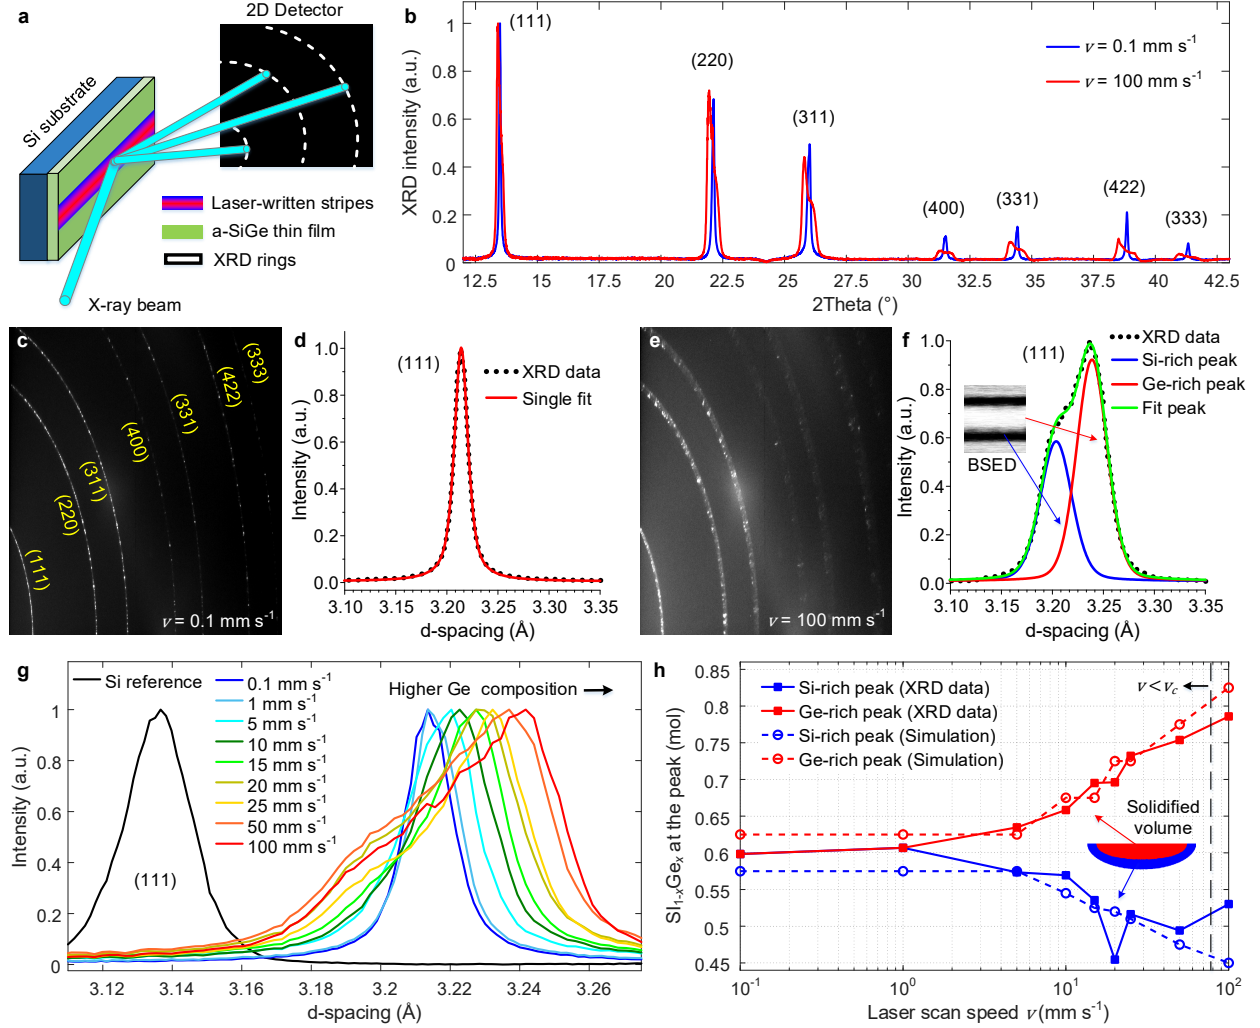 a
2D Detector
Si substrate
Laser-written stripes
a-SiGe thin film
XRD rings
X-ray beam
b
XRD intensity (a.u.)
1
0.8
0.6
0.4
0.2
0
(111)
(220)
(311)
(400)
(331)
(422)
(333)
v = 0.1 mm s⁻¹
v = 100 mm s⁻¹
12.5 15 17.5 20 22.5 25 27.5 30 32.5 35 37.5 40 42.5
2Theta (°)
c
(111)
(220)
(311)
(400)
(331)
(422)
(333)
v = 0.1 mm s⁻¹
d
Intensity (a.u.)
1.0
0.8
0.6
0.4
0.2
0.0
(111)
XRD data
Single fit
3.10 3.15 3.20 3.25 3.30 3.35
d-spacing (Å)
e
v = 100 mm s⁻¹
f
Intensity (a.u.)
1.0
0.8
0.6
0.4
0.2
0.0
(111)
XRD data
Si-rich peak
Ge-rich peak
Fit peak
BSED
3.10 3.15 3.20 3.25 3.30 3.35
d-spacing (Å)
g
Intensity (a.u.)
1
0.8
0.6
0.4
0.2
0
Si reference
(111)
0.1 mm s⁻¹
1 mm s⁻¹
5 mm s⁻¹
10 mm s⁻¹
15 mm s⁻¹
20 mm s⁻¹
25 mm s⁻¹
50 mm s⁻¹
100 mm s⁻¹
Higher Ge composition →
3.12 3.14 3.16 3.18 3.20 3.22 3.24 3.26
d-spacing (Å)
h
Si₁₋ₓGeₓ at the peak (mol)
0.85
0.8
0.75
0.7
0.65
0.6
0.55
0.5
0.45
Si-rich peak (XRD data)
Ge-rich peak (XRD data)
Si-rich peak (Simulation)
Ge-rich peak (Simulation)
v < v_c ←
Solidified
volume
10⁻¹ 10⁰ 10¹ 10²
Laser scan speed v (mm s⁻¹)